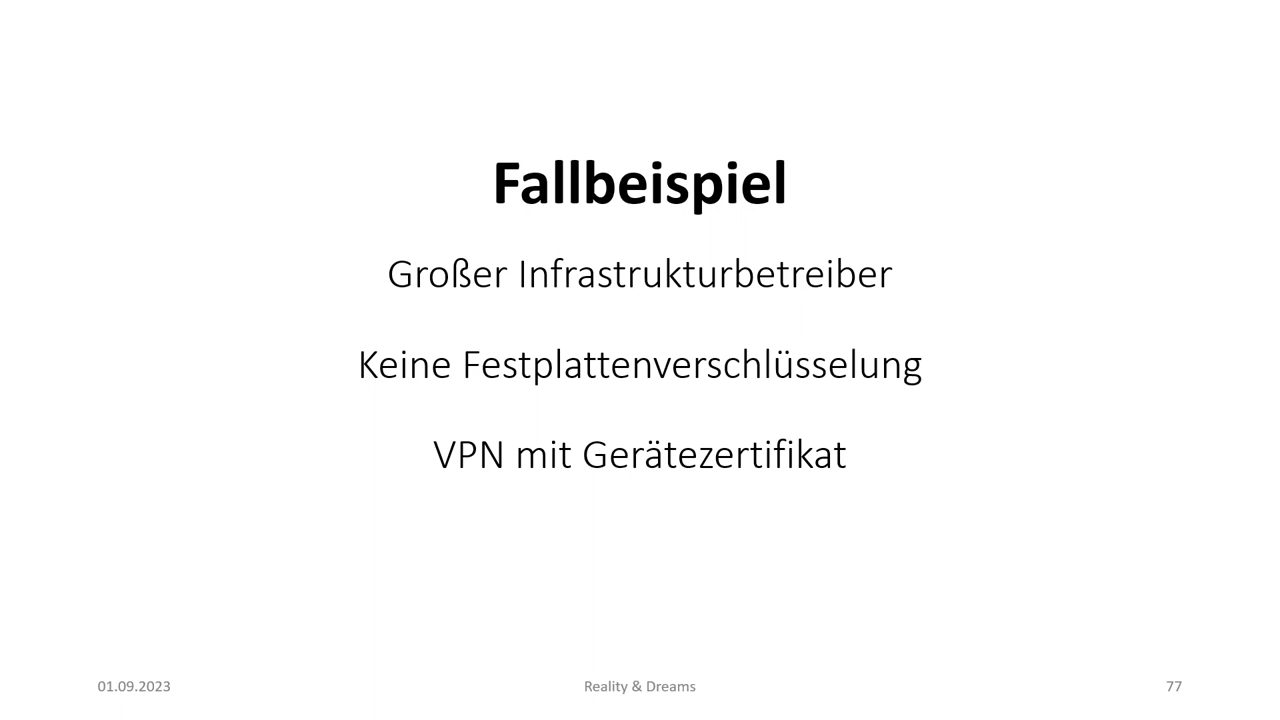 Fallbeispiel
Großer Infrastrukturbetreiber
Keine Festplattenverschlüsselung
VPN mit Gerätezertifikat
01.09.2023
Reality & Dreams
77